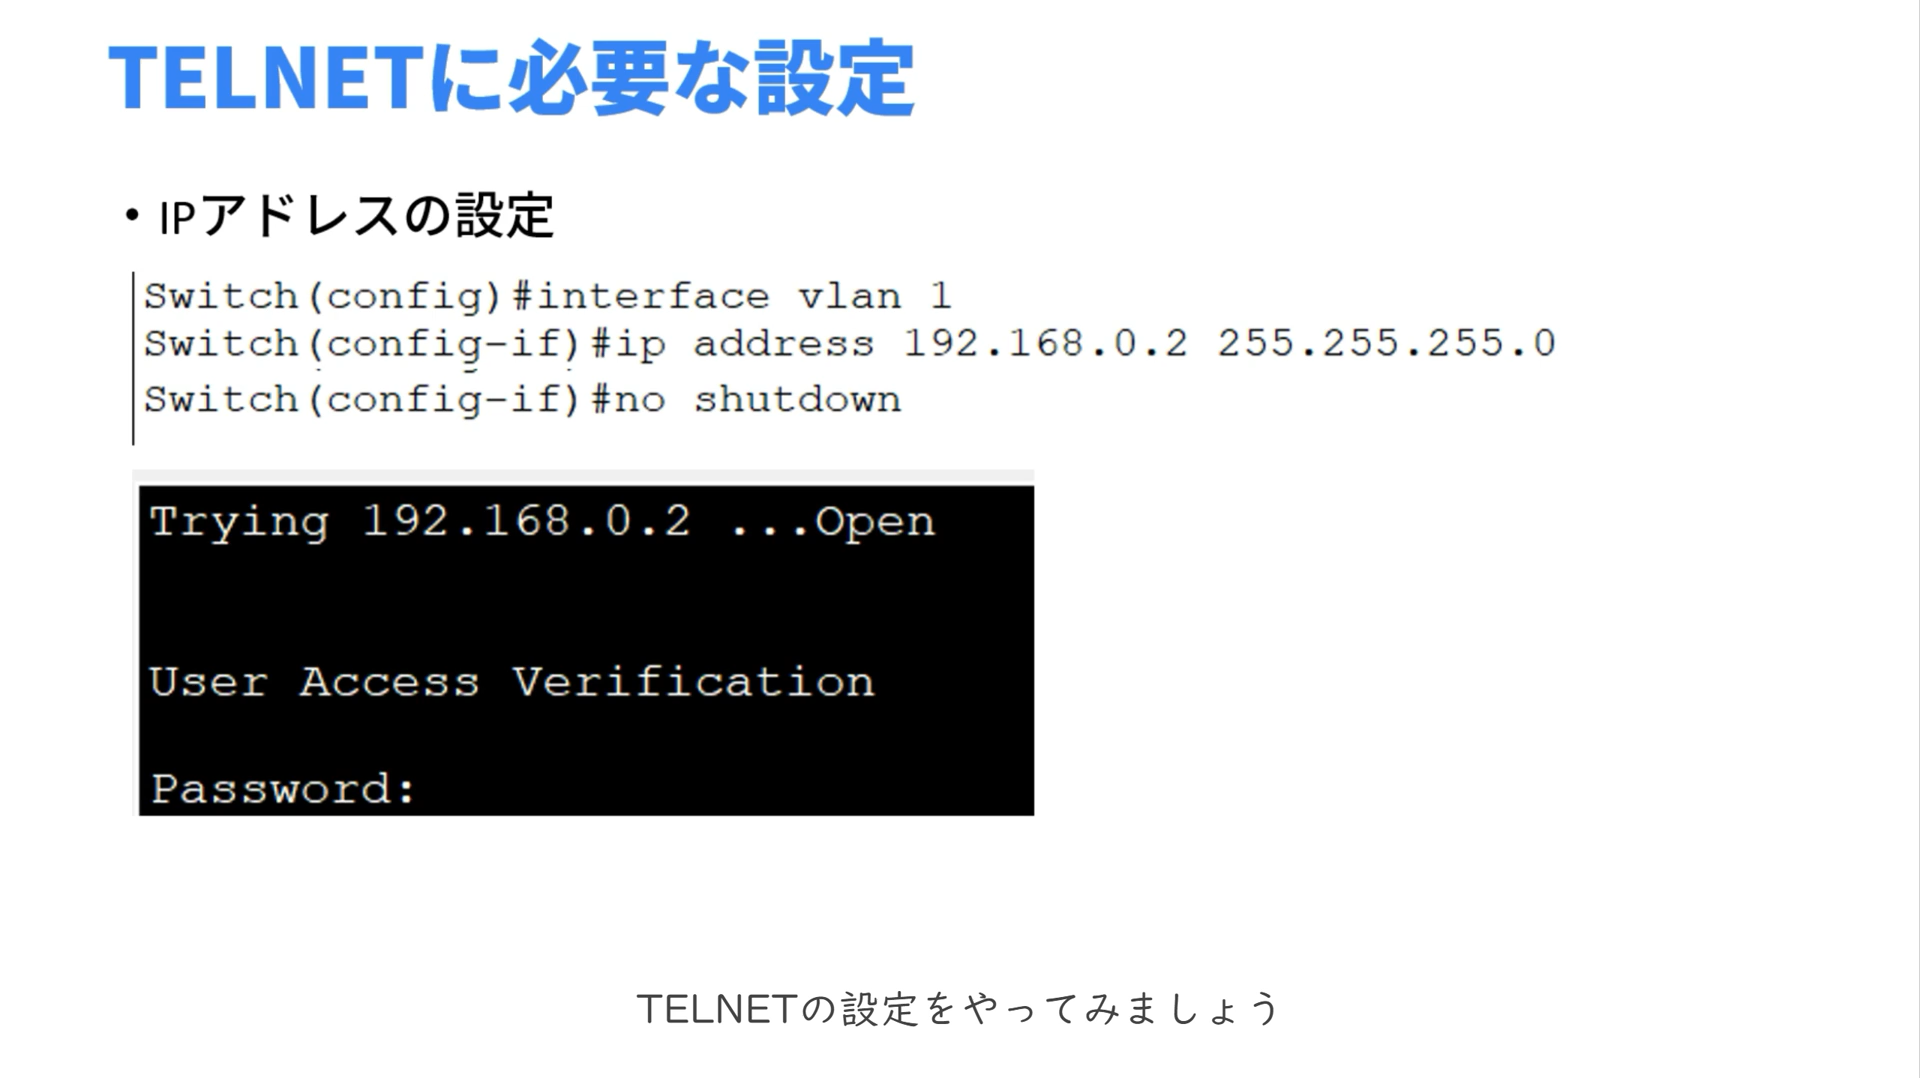 TELNETに必要な設定
・IPアドレスの設定
Switch(config)#interface vlan 1
Switch(config-if)#ip address 192.168.0.2 255.255.255.0
Switch(config-if)#no shutdown
Trying 192.168.0.2 ...Open
User Access Verification
Password:
TELNETの設定をやってみましょう